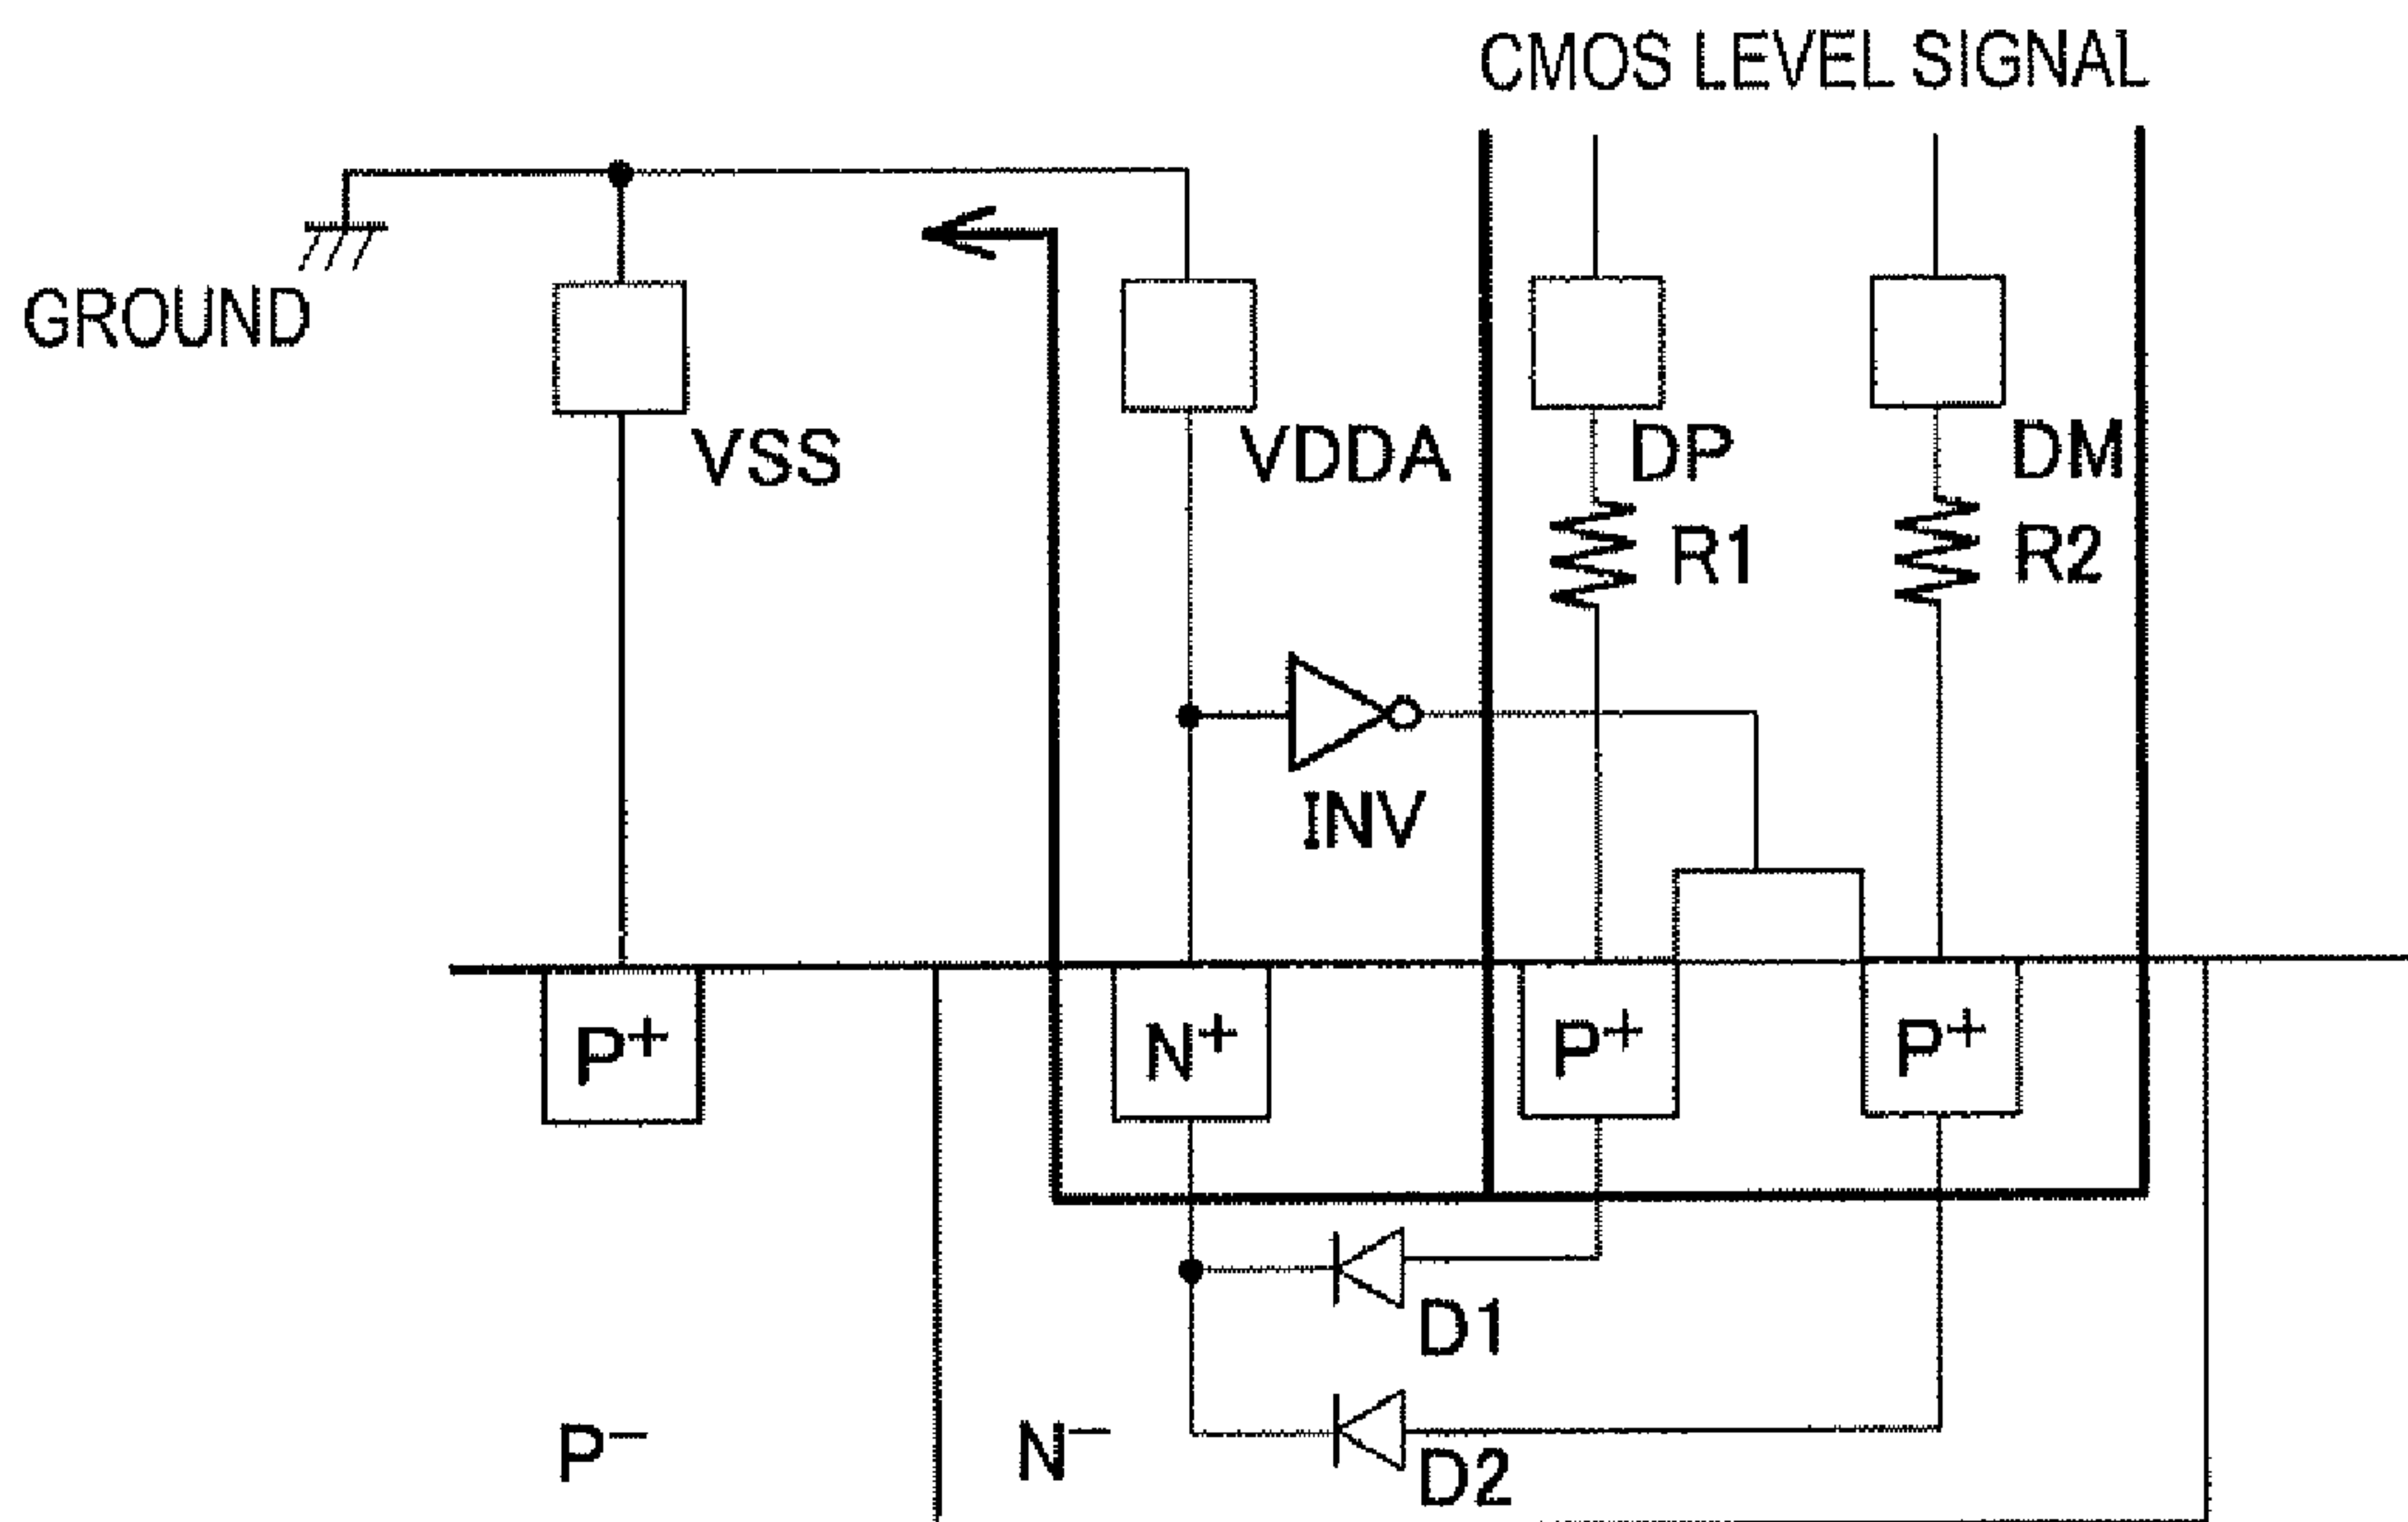 CMOS LEVEL SIGNAL
GROUND
VSS
VDDA
DP
DM
R1
R2
INV
P+
N+
P+
P+
D1
P−
N−
D2